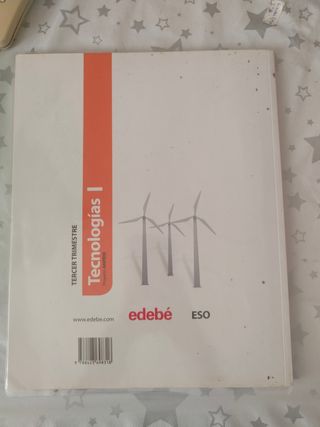 TERCER TRIMESTRE
Tecnologías I
www.edebe.com
edebé
ESO